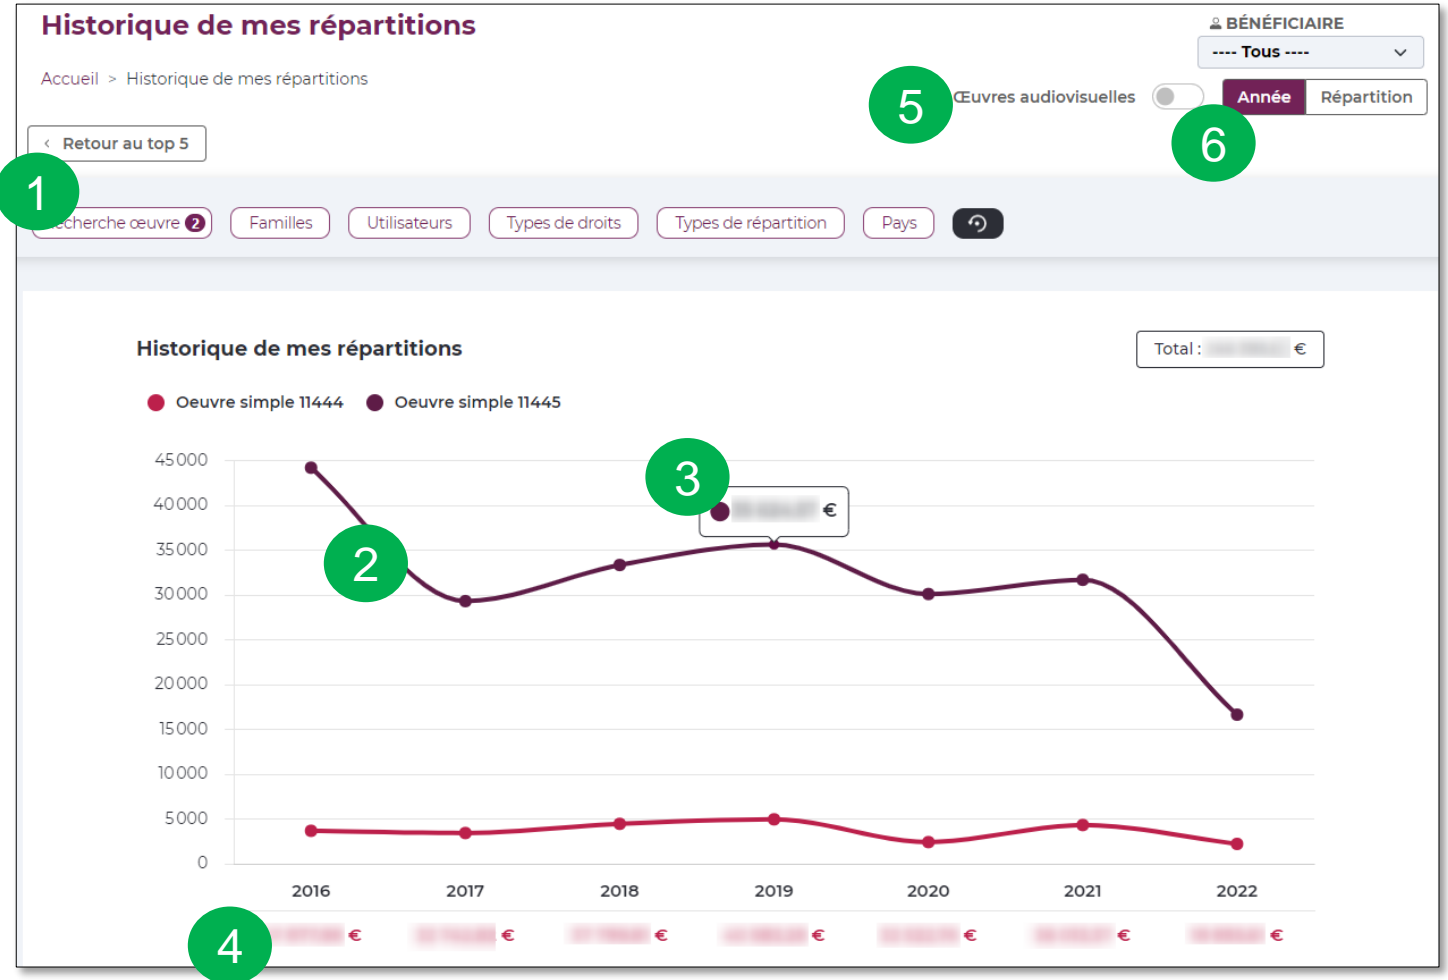 Historique de mes répartitions
BÉNÉFICIAIRE
---- Tous ----
Accueil > Historique de mes répartitions
5
Œuvres audiovisuelles
Année
Répartition
6
< Retour au top 5
1
echerche œuvre 2
Familles
Utilisateurs
Types de droits
Types de répartition
Pays
Historique de mes répartitions
Total : €
Oeuvre simple 11444
Oeuvre simple 11445
45000
40000
35000
30000
25000
20000
15000
10000
5000
0
3
€
2
2016 2017 2018 2019 2020 2021 2022
4
€ € € € € € €